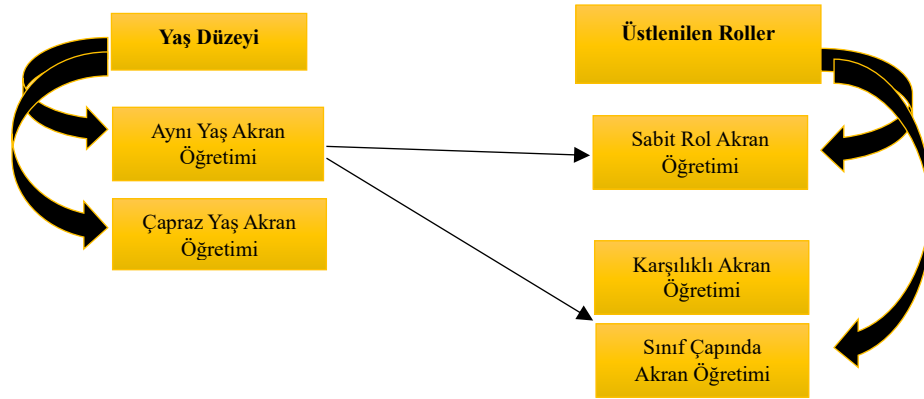 Yaş Düzeyi
Üstlenilen Roller
Aynı Yaş Akran
Öğretimi
Sabit Rol Akran
Öğretimi
Çapraz Yaş Akran
Öğretimi
Karşılıklı Akran
Öğretimi
Sınıf Çapında
Akran Öğretimi